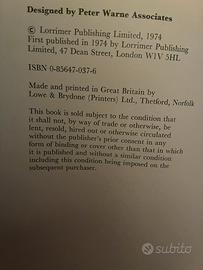 Designed by Peter Warne Associates
© Lorrimer Publishing Limited, 1974
First published in 1974 by Lorrimer Publishing
Limited, 47 Dean Street, London W1V 5HL
ISBN 0-85647-037-6
Made and printed in Great Britain by
Lowe & Brydone (Printers) Ltd., Thetford, Norfolk
This book is sold subject to the condition that
it shall not, by way of trade or otherwise, be
lent, resold, hired out or otherwise circulated
without the publisher's prior consent in any
form of binding or cover other than that in which
it is published and without a similar condition
including this condition being imposed on the
subsequent purchaser.
subito